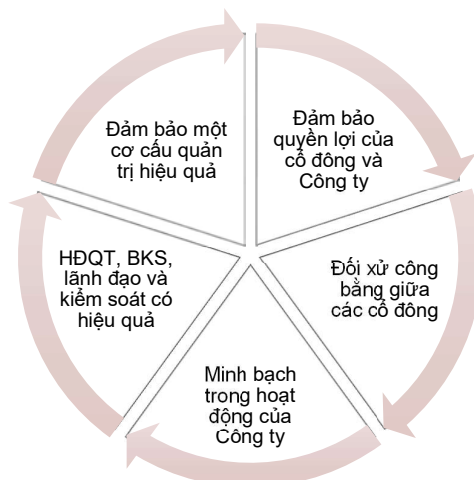 Đảm bảo một
cơ cấu quản
trị hiệu quả
Đảm bảo
quyền lợi của
cổ đông và
Công ty
HĐQT, BKS,
lãnh đạo và
kiểm soát có
hiệu quả
Đối xử công
bằng giữa
các cổ đông
Minh bạch
trong hoạt
động của
Công ty